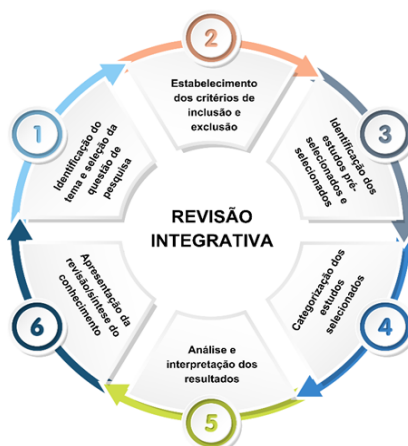 1
Identificação do
tema e seleção da
questão de
pesquisa
2
Estabelecimento
dos critérios de
inclusão e
exclusão
3
Identificação dos
estudos pré-
selecionados e
selecionados
REVISÃO
INTEGRATIVA
4
Categorização dos
estudos
selecionados
5
Análise e
interpretação dos
resultados
6
Apresentação da
revisão/síntese do
conhecimento